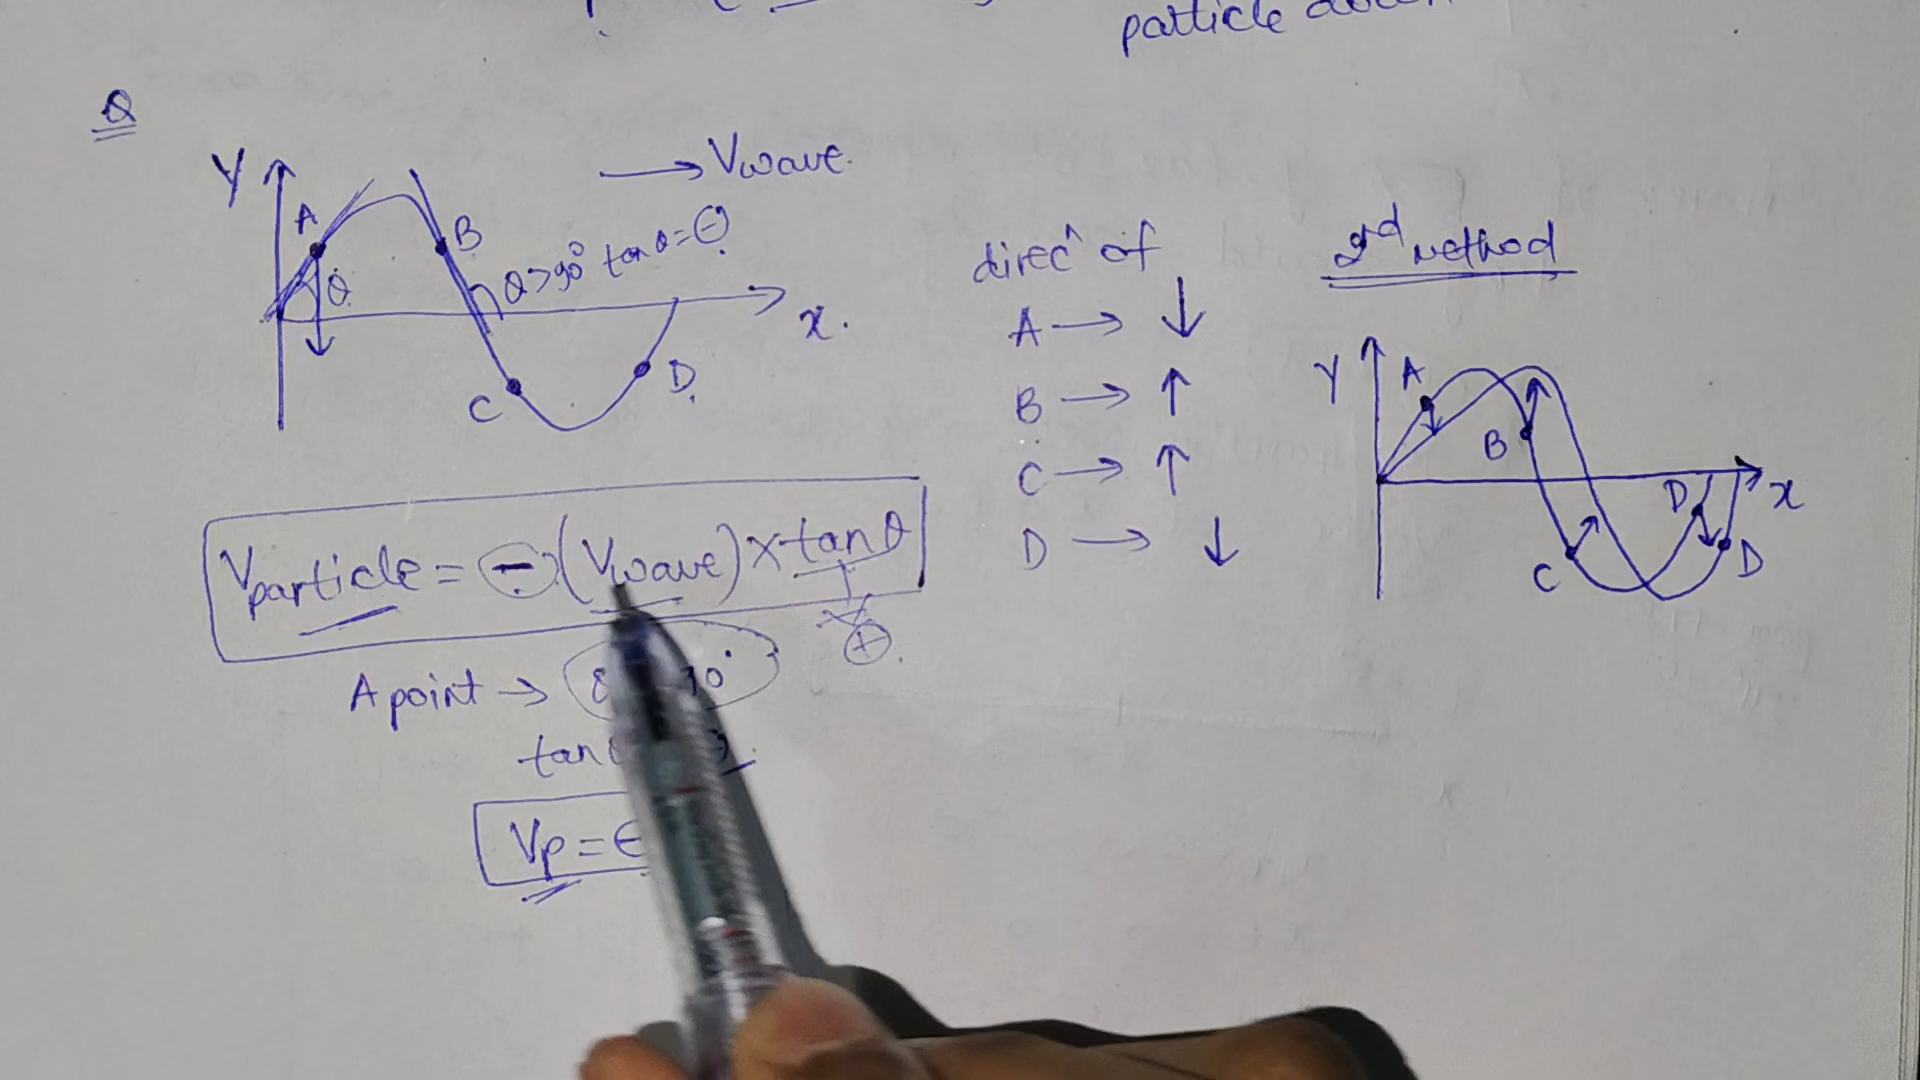 particle
Q
Y
→ Vwave.
A
B
θ
θ>90° tanθ=⊖
x.
C
D
Vparticle = -(Vwave)×tanθ
⊕
A point →
tan
Vp=
direcⁿ of
A → ↓
B → ↑
C → ↑
D → ↓
2nd method
Y
A
B
D
x
C
D